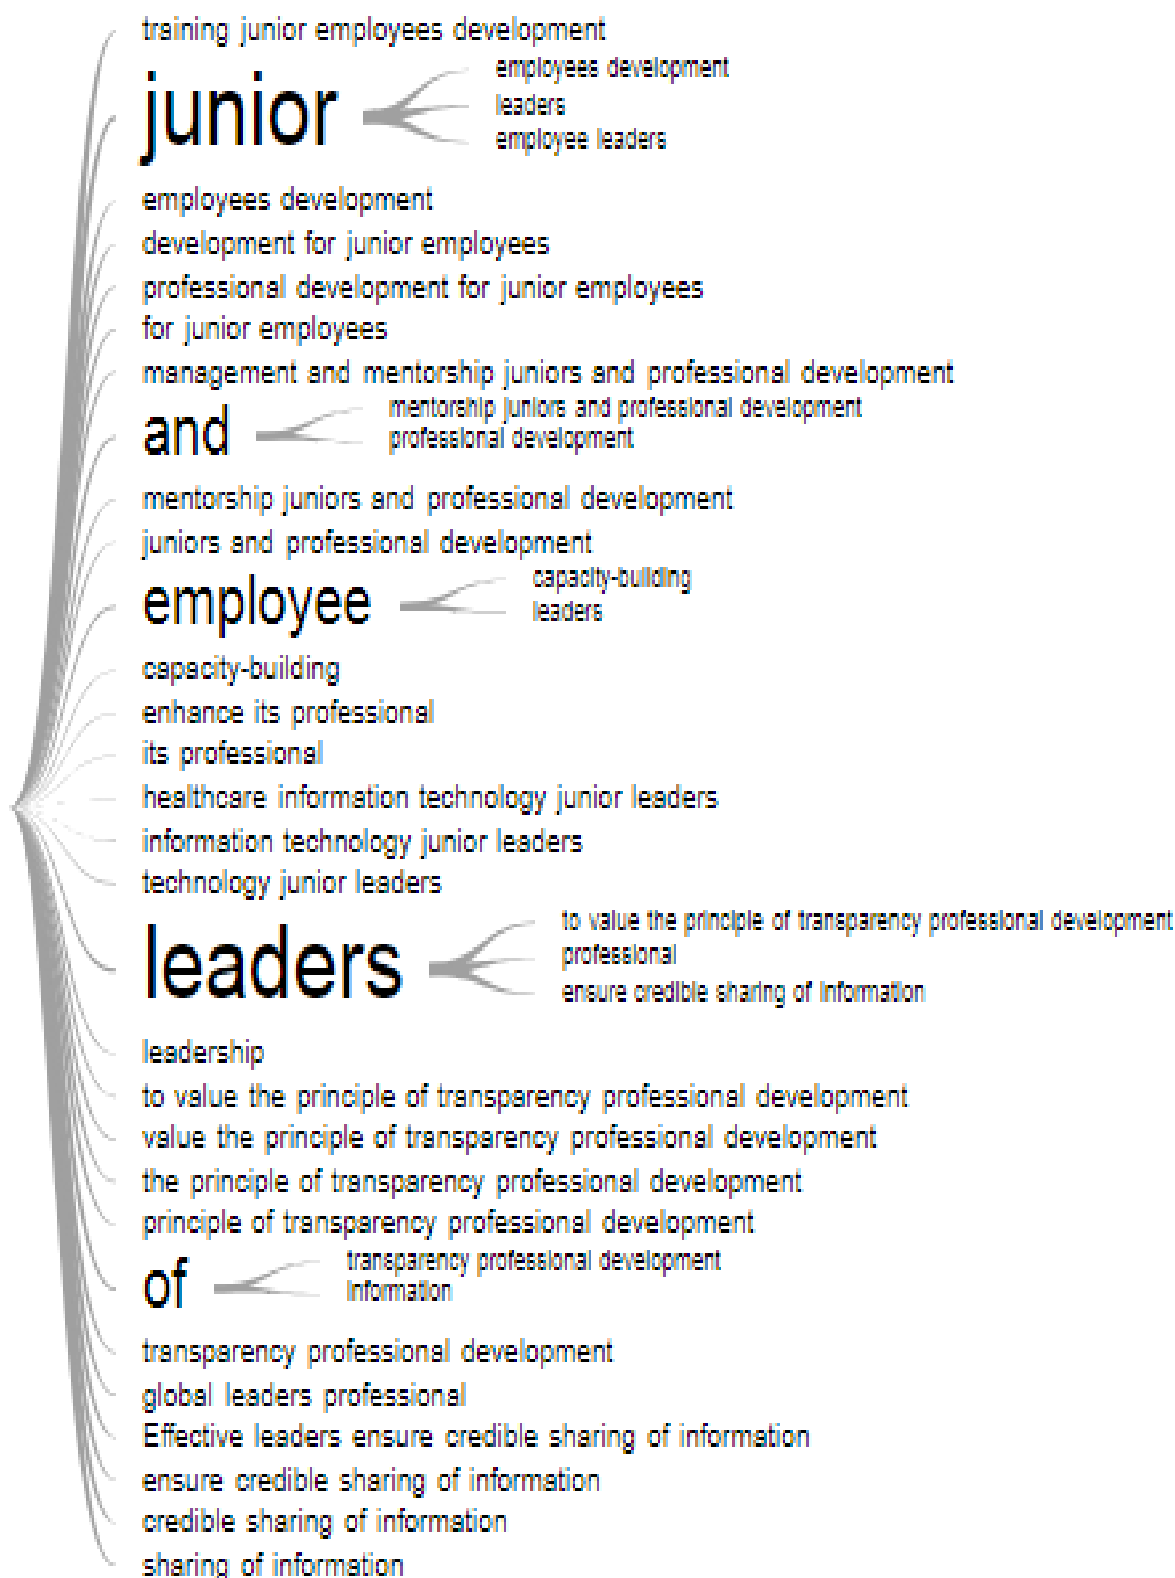 training junior employees development
junior
employees development
leaders
employee leaders
employees development
development for junior employees
professional development for junior employees
for junior employees
management and mentorship juniors and professional development
and
mentorship juniors and professional development
professional development
mentorship juniors and professional development
juniors and professional development
employee
capacity-building
leaders
capacity-building
enhance its professional
its professional
healthcare information technology junior leaders
information technology junior leaders
technology junior leaders
leaders
to value the principle of transparency professional development
professional
ensure credible sharing of information
leadership
to value the principle of transparency professional development
value the principle of transparency professional development
the principle of transparency professional development
principle of transparency professional development
of
transparency professional development
information
transparency professional development
global leaders professional
Effective leaders ensure credible sharing of information
ensure credible sharing of information
credible sharing of information
sharing of information